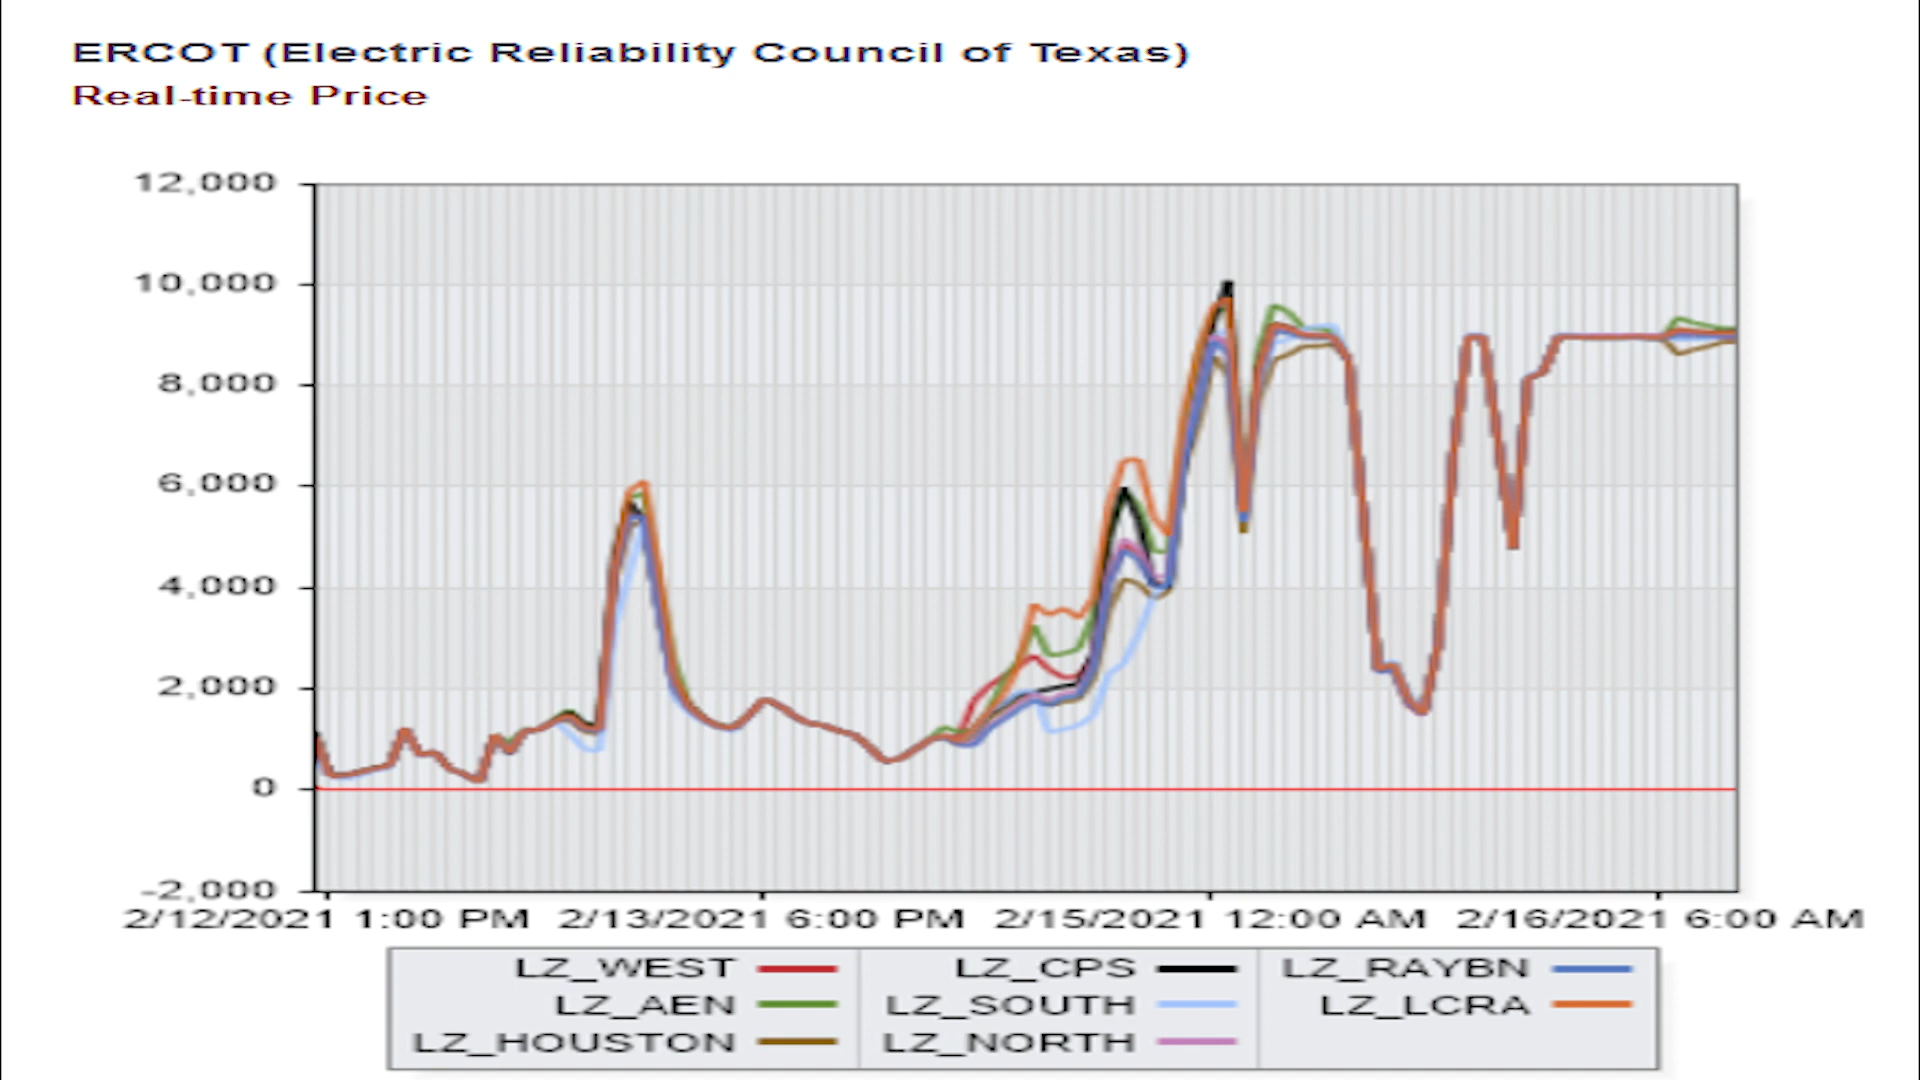 ERCOT (Electric Reliability Council of Texas)
Real-time Price
12,000
10,000
8,000
6,000
4,000
2,000
0
-2,000
2/12/2021 1:00 PM 2/13/2021 6:00 PM 2/15/2021 12:00 AM 2/16/2021 6:00 AM
LZ_WEST LZ_CPS LZ_RAYBN
LZ_AEN LZ_SOUTH LZ_LCRA
LZ_HOUSTON LZ_NORTH